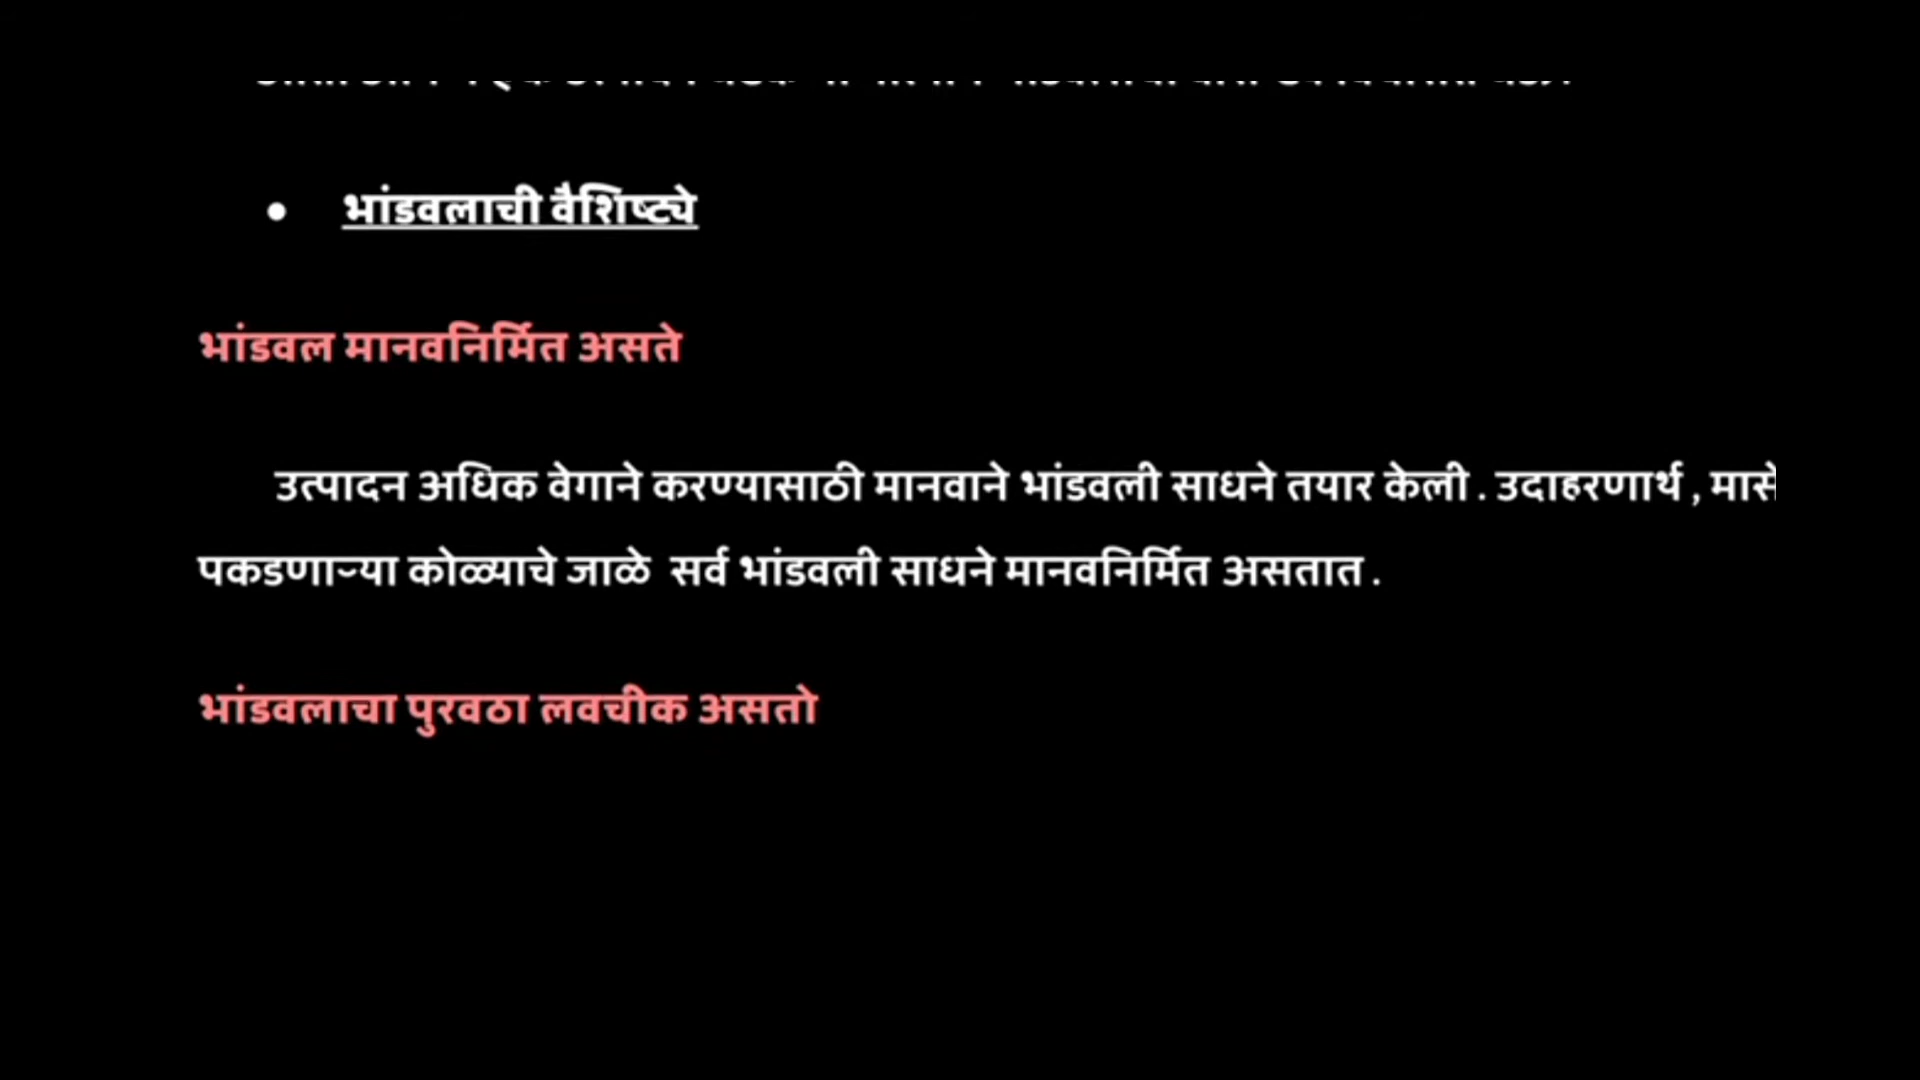 • भांडवलाची वैशिष्ट्ये
भांडवल मानवनिर्मित असते
उत्पादन अधिक वेगाने करण्यासाठी मानवाने भांडवली साधने तयार केली . उदाहरणार्थ , मासे
पकडणाऱ्या कोळ्याचे जाळे सर्व भांडवली साधने मानवनिर्मित असतात .
भांडवलाचा पुरवठा लवचीक असतो